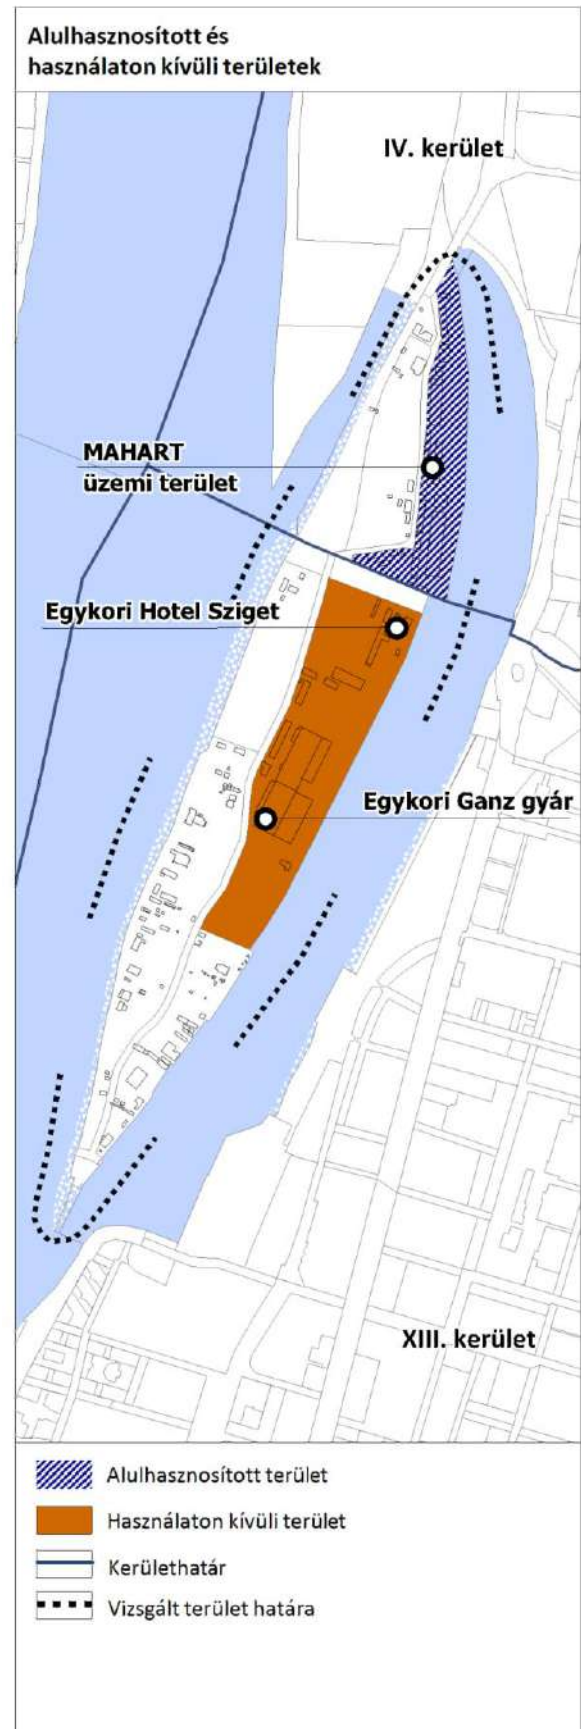 Alulhasznosított és
használaton kívüli területek
IV. kerület
MAHART
üzemi terület
Egykori Hotel Sziget
Egykori Ganz gyár
XIII. kerület
Alulhasznosított terület
Használaton kívüli terület
Kerülethatár
Vizsgált terület határa